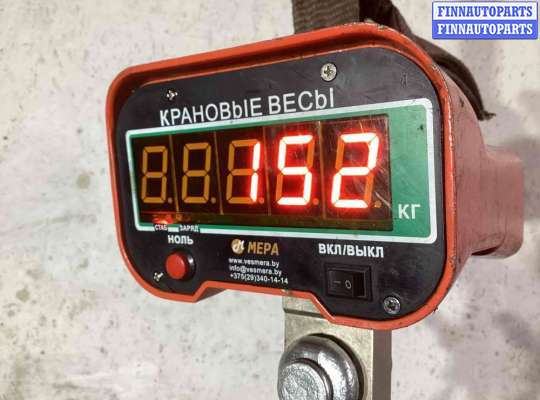 FINNAUTOPARTS
FINNAUTOPARTS
КРАНОВЫЕ ВЕСЫ
152
КГ
СТАБ ЗАРЯД
НОЛЬ
МЕРА
ВКЛ/ВЫКЛ
www.vesmera.by
info@vesmera.by
+375(29)340-14-14
– O